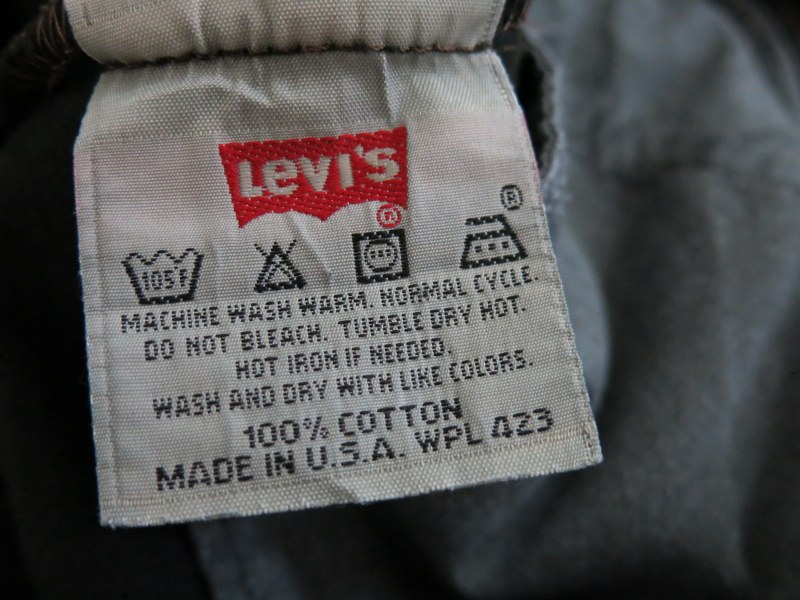 Levi's ®
105°F
®
MACHINE WASH WARM. NORMAL CYCLE.
DO NOT BLEACH. TUMBLE DRY HOT.
HOT IRON IF NEEDED.
WASH AND DRY WITH LIKE COLORS.
100% COTTON
MADE IN U.S.A. WPL 423